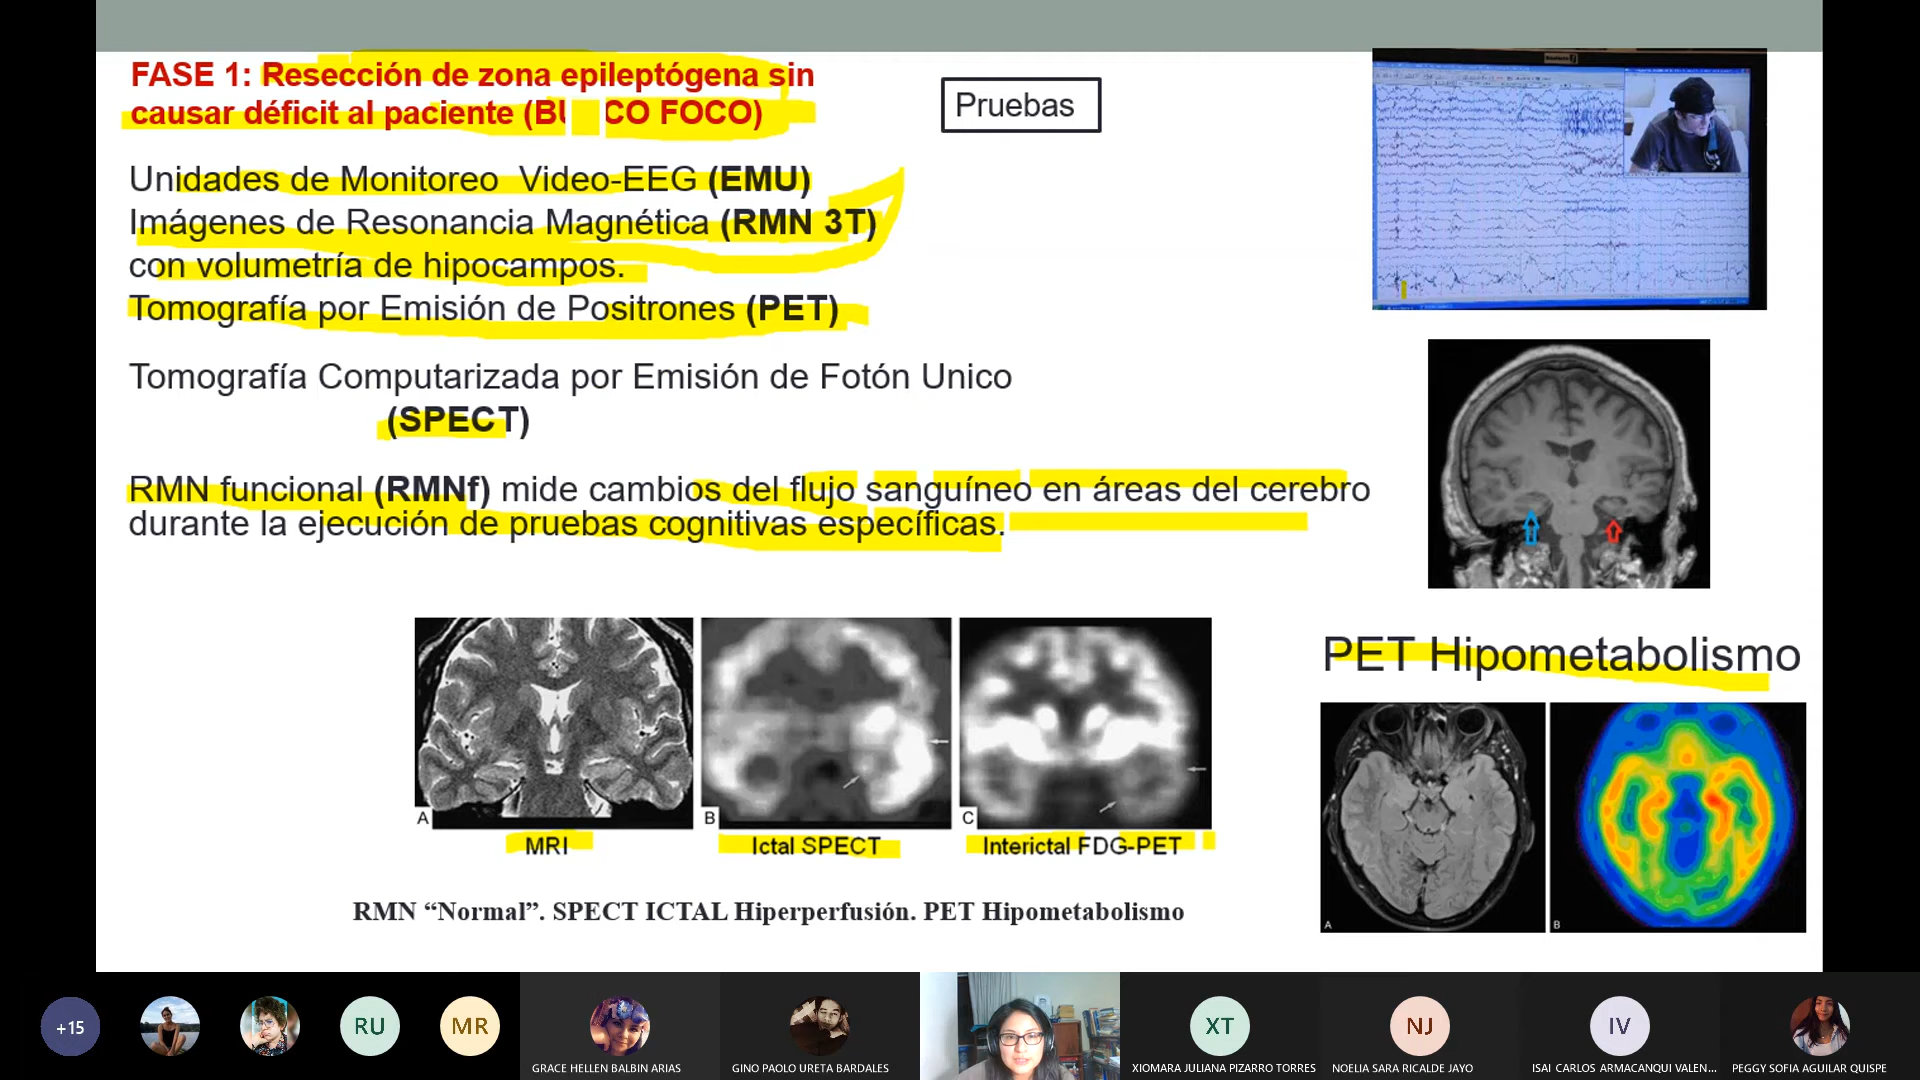 FASE 1: Resección de zona epileptógena sin
causar déficit al paciente (BU CO FOCO)
Pruebas
Unidades de Monitoreo Video-EEG (EMU)
Imágenes de Resonancia Magnética (RMN 3T)
con volumetría de hipocampos.
Tomografía por Emisión de Positrones (PET)
Tomografía Computarizada por Emisión de Fotón Unico
(SPECT)
RMN funcional (RMNf) mide cambios del flujo sanguíneo en áreas del cerebro
durante la ejecución de pruebas cognitivas específicas.
A
B
C
MRI
Ictal SPECT
Interictal FDG-PET
RMN “Normal”. SPECT ICTAL Hiperperfusión. PET Hipometabolismo
PET Hipometabolismo
A
B
+15
RU
MR
GRACE HELLEN BALBIN ARIAS
GINO PAOLO URETA BARDALES
XT
XIOMARA JULIANA PIZARRO TORRES
NJ
NOELIA SARA RICALDE JAYO
IV
ISAI CARLOS ARMACANQUI VALEN...
PEGGY SOFIA AGUILAR QUISPE